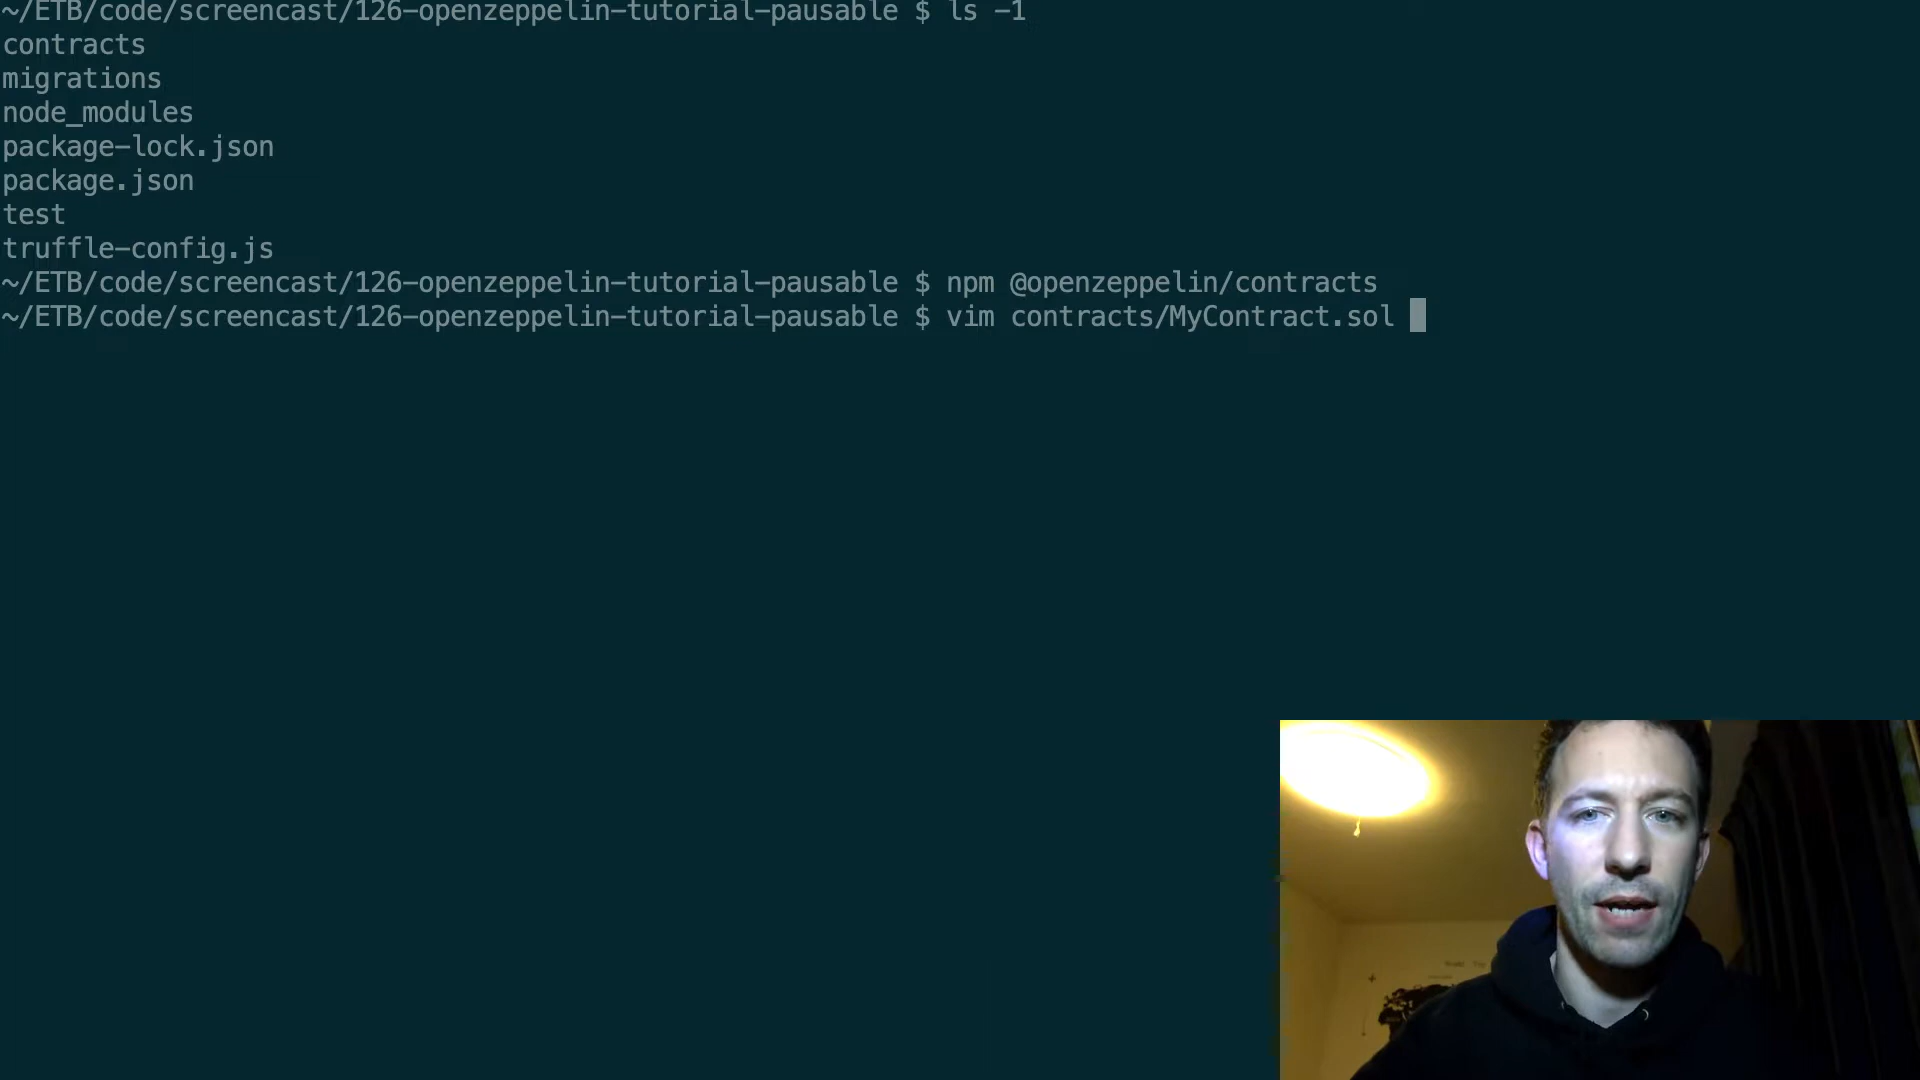 ~/ETB/code/screencast/126-openzeppelin-tutorial-pausable $ ls -1
contracts
migrations
node_modules
package-lock.json
package.json
test
truffle-config.js
~/ETB/code/screencast/126-openzeppelin-tutorial-pausable $ npm @openzeppelin/contracts
~/ETB/code/screencast/126-openzeppelin-tutorial-pausable $ vim contracts/MyContract.sol